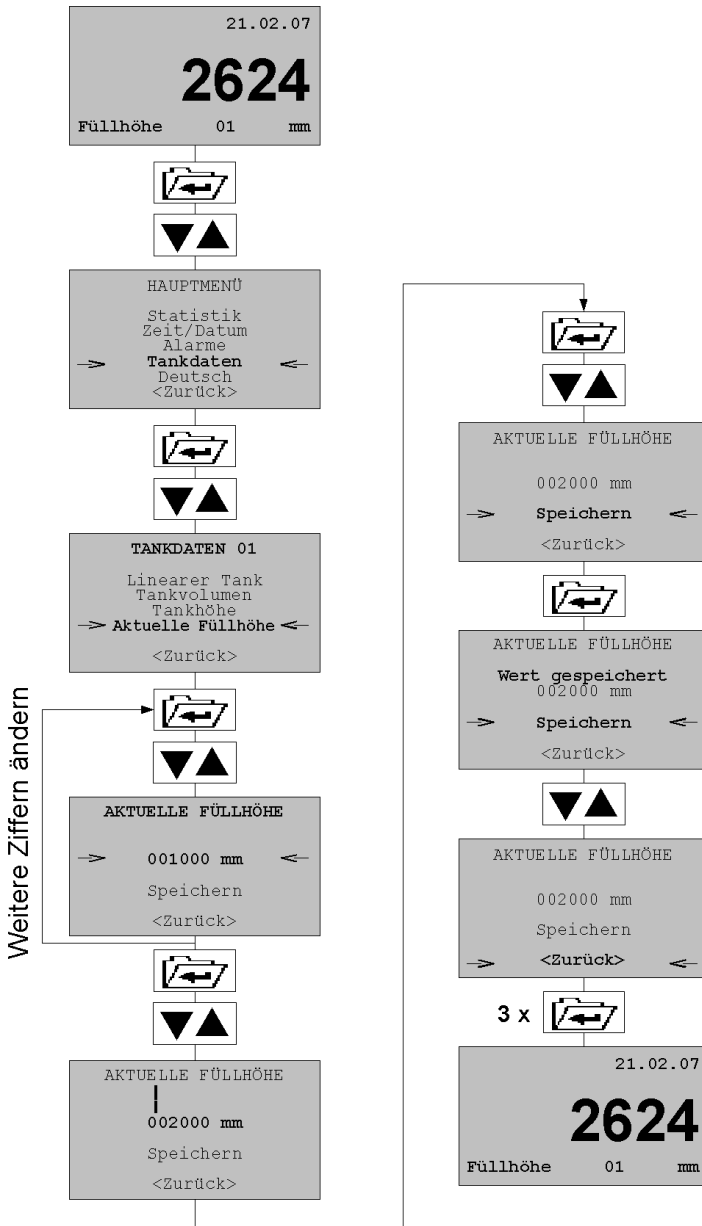 21.02.07
2624
Füllhöhe 01 mm
HAUPTMENÜ
Statistik
Zeit/Datum
Alarme
Tankdaten
Deutsch
<Zurück>
TANKDATEN 01
Linearer Tank
Tankvolumen
Tankhöhe
Aktuelle Füllhöhe
<Zurück>
Weitere Ziffern ändern
AKTUELLE FÜLLHÖHE
001000 mm
Speichern
<Zurück>
AKTUELLE FÜLLHÖHE
002000 mm
Speichern
<Zurück>
AKTUELLE FÜLLHÖHE
002000 mm
Speichern
<Zurück>
AKTUELLE FÜLLHÖHE
Wert gespeichert
002000 mm
Speichern
<Zurück>
AKTUELLE FÜLLHÖHE
002000 mm
Speichern
<Zurück>
3 x
21.02.07
2624
Füllhöhe 01 mm